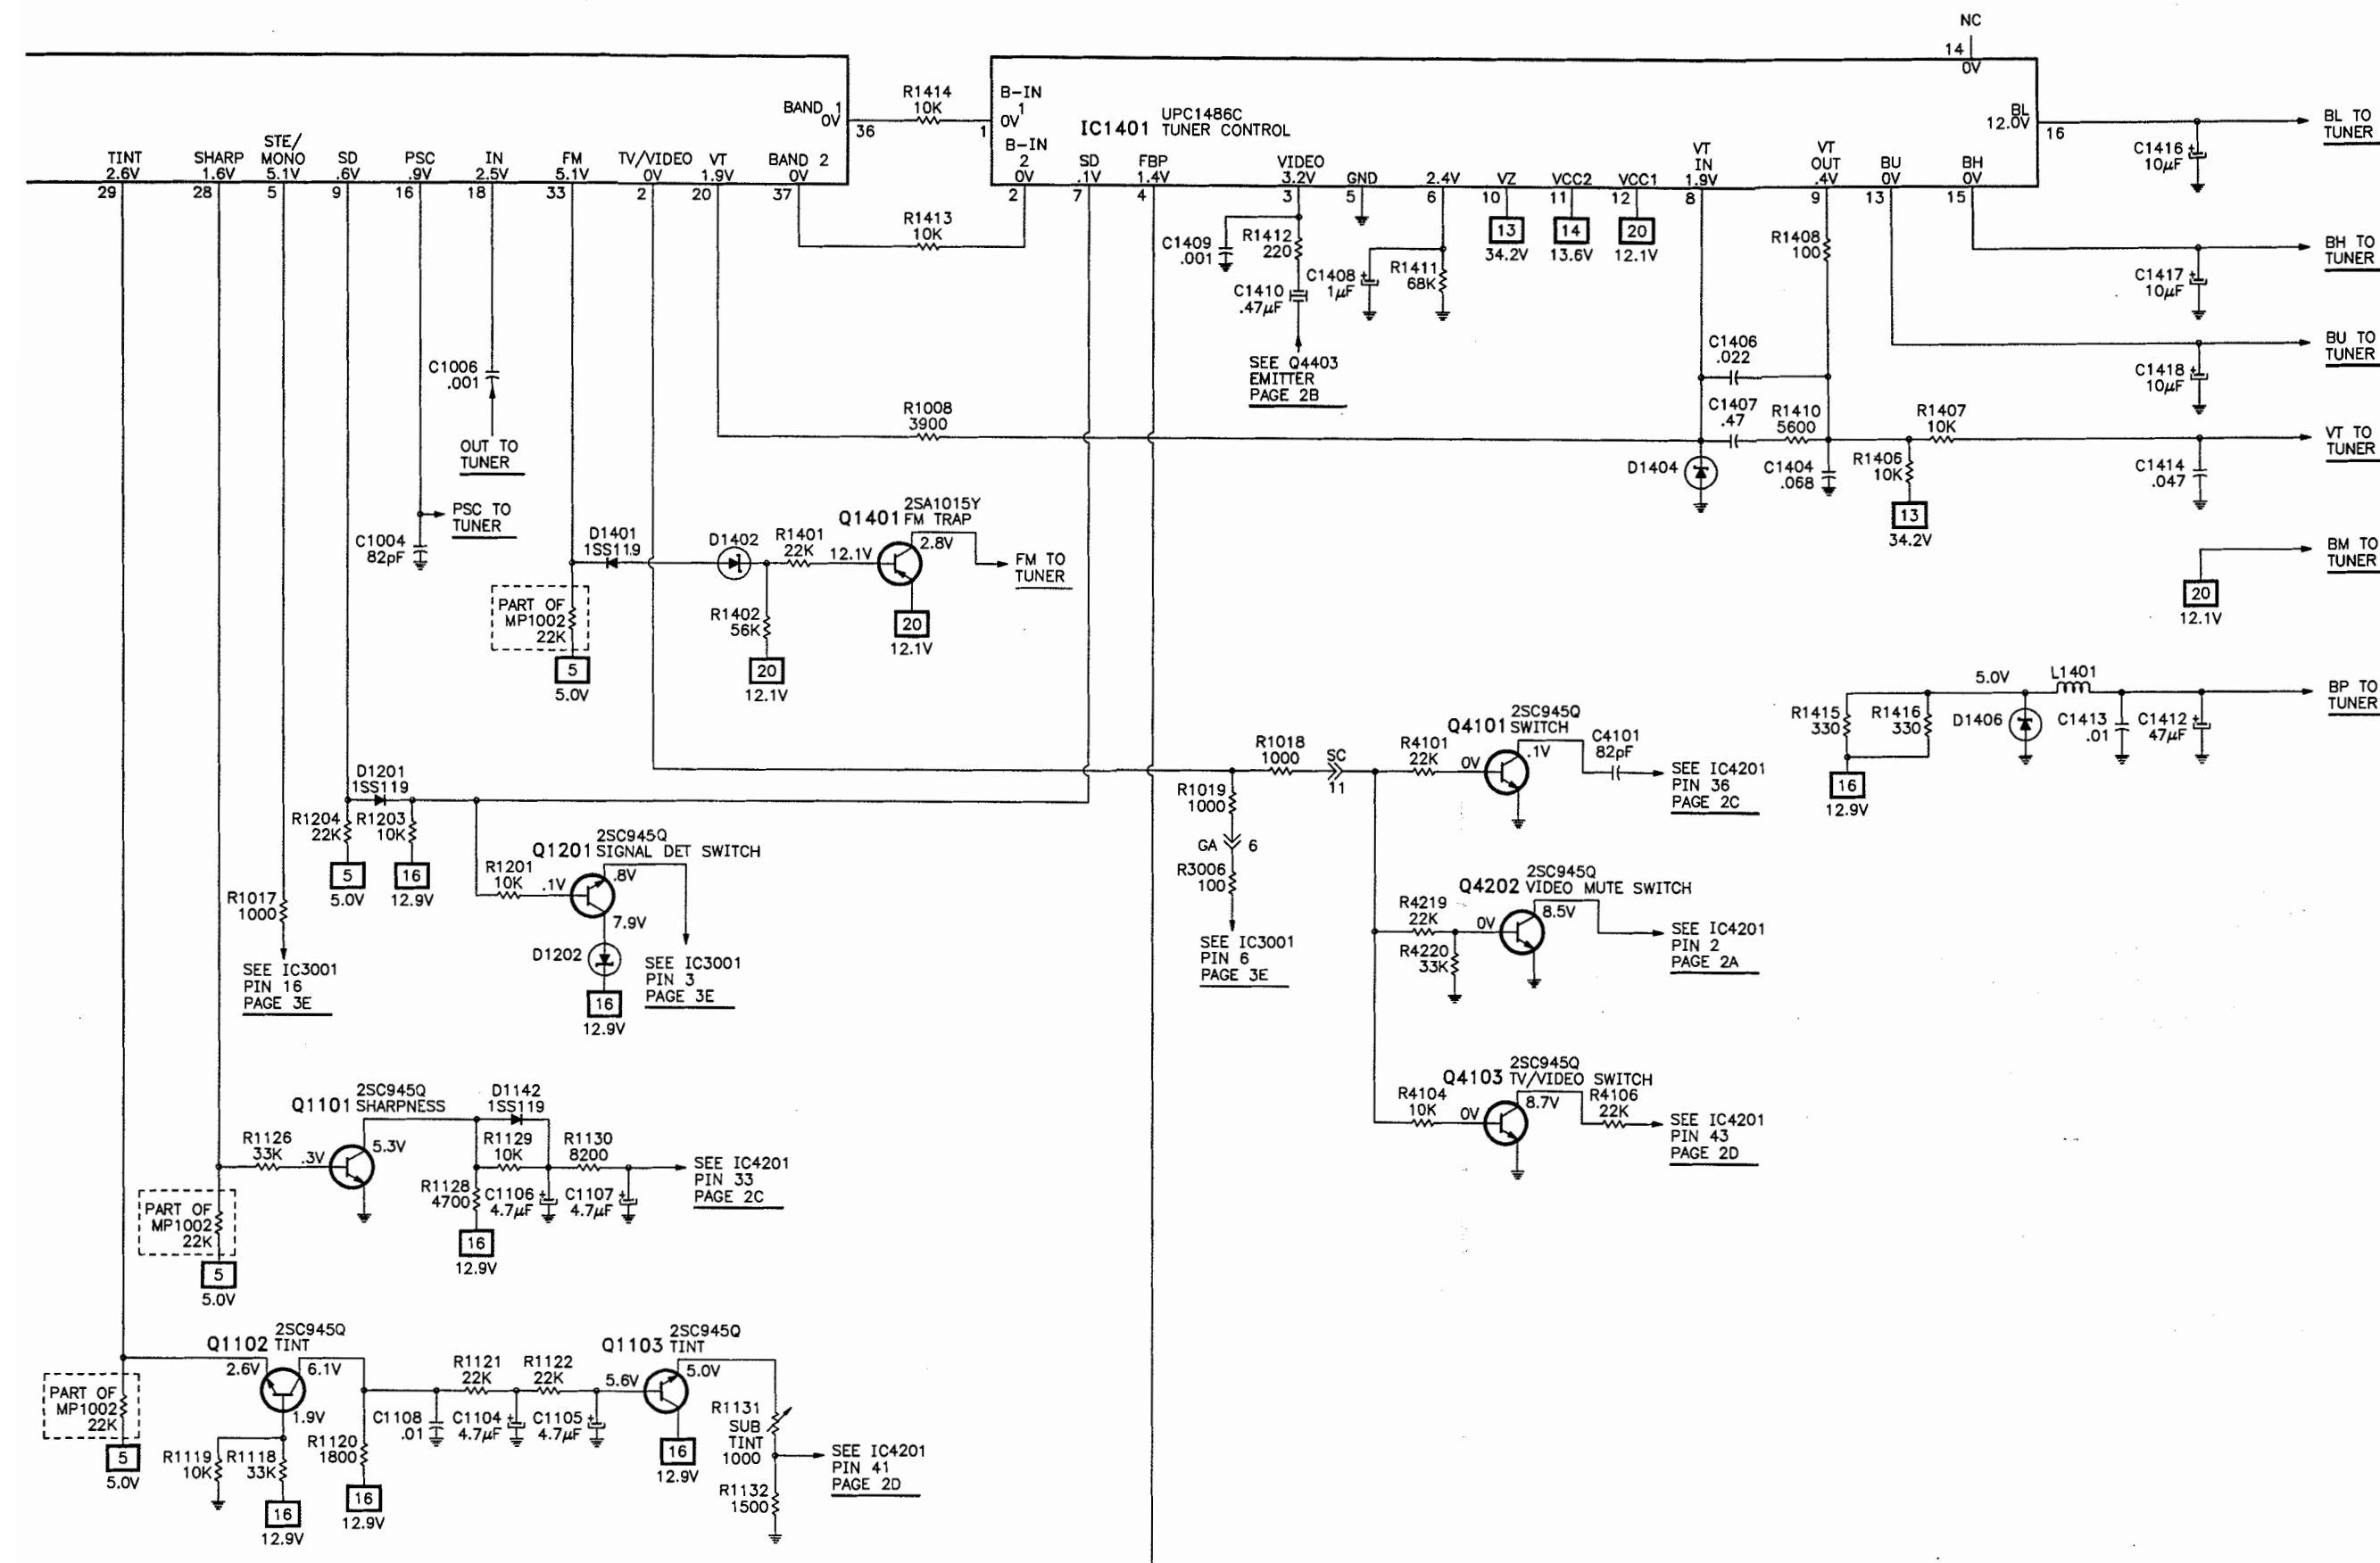 NC
14
0V
BAND 1
0V
36
R1414
10K
1
B-IN
1
0V
B-IN
2
0V
IC1401 UPC1486C
TUNER CONTROL
BL
12.0V
16
BL TO
TUNER
C1416
10µF
TINT
2.6V
29
SHARP
1.6V
28
STE/
MONO
5.1V
5
SD
.6V
9
PSC
.9V
16
IN
2.5V
18
FM
5.1V
33
TV/VIDEO
0V
2
VT
1.9V
20
BAND 2
0V
37
R1413
10K
2
SD
.1V
7
FBP
1.4V
4
VIDEO
3.2V
3
GND
5
2.4V
6
VZ
10
13
34.2V
VCC2
11
14
13.6V
VCC1
12
20
12.1V
VT
IN
1.9V
8
VT
OUT
.4V
9
BU
0V
13
BH
0V
15
C1409
.001
R1412
220
C1410
.47µF
C1408
1µF
R1411
68K
SEE Q4403
EMITTER
PAGE 2B
R1408
100
BH TO
TUNER
C1417
10µF
BU TO
TUNER
C1418
10µF
C1406
.022
C1407
.47
R1410
5600
R1407
10K
VT TO
TUNER
D1404
C1404
.068
R1406
10K
13
34.2V
C1414
.047
C1006
.001
OUT TO
TUNER
R1008
3900
PSC TO
TUNER
C1004
82pF
D1401
1SS119
D1402
R1401
22K
12.1V
Q1401 2SA1015Y
FM TRAP
2.8V
FM TO
TUNER
20
12.1V
PART OF
MP1002
22K
5
5.0V
R1402
56K
20
12.1V
BM TO
TUNER
20
12.1V
5.0V
L1401
BP TO
TUNER
R1415
330
R1416
330
D1406
C1413
.01
C1412
47µF
16
12.9V
R1018
1000
SC
11
R4101
22K
0V
Q4101 2SC945Q
SWITCH
.1V
C4101
82pF
SEE IC4201
PIN 36
PAGE 2C
R1019
1000
GA 6
R3006
100
SEE IC3001
PIN 6
PAGE 3E
R4219
22K
0V
R4220
33K
Q4202 2SC945Q
VIDEO MUTE SWITCH
8.5V
SEE IC4201
PIN 2
PAGE 2A
Q4103 2SC945Q
TV/VIDEO SWITCH
R4104
10K
0V
8.7V
R4106
22K
SEE IC4201
PIN 43
PAGE 2D
D1201
1SS119
R1204
22K
R1203
10K
5
5.0V
16
12.9V
Q1201 2SC945Q
SIGNAL DET SWITCH
R1201
10K
.1V
.8V
7.9V
D1202
16
12.9V
SEE IC3001
PIN 3
PAGE 3E
R1017
1000
SEE IC3001
PIN 16
PAGE 3E
Q1101 2SC945Q
SHARPNESS
R1126
33K
.3V
5.3V
D1142
1SS119
R1129
10K
R1130
8200
R1128
4700
C1106
4.7µF
C1107
4.7µF
16
12.9V
SEE IC4201
PIN 33
PAGE 2C
PART OF
MP1002
22K
5
5.0V
Q1102 2SC945Q
TINT
2.6V
6.1V
1.9V
PART OF
MP1002
22K
5
5.0V
R1119
10K
R1118
33K
16
12.9V
R1120
1800
16
12.9V
C1108
.01
R1121
22K
C1104
4.7µF
R1122
22K
C1105
4.7µF
Q1103 2SC945Q
TINT
5.6V
5.0V
16
12.9V
R1131
SUB
TINT
1000
R1132
1500
SEE IC4201
PIN 41
PAGE 2D